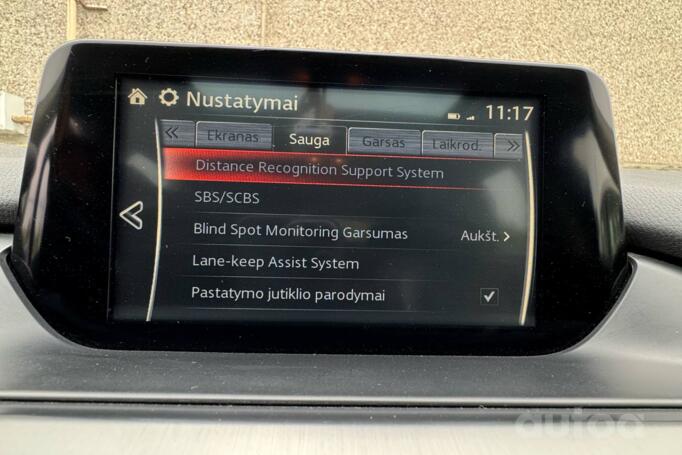 Nustatymai 11:17
Ekranas Sauga Garsas Laikrod.
Distance Recognition Support System
SBS/SCBS
Blind Spot Monitoring Garsumas Aukšt.
Lane-keep Assist System
Pastatymo jutiklio parodymai
autoa